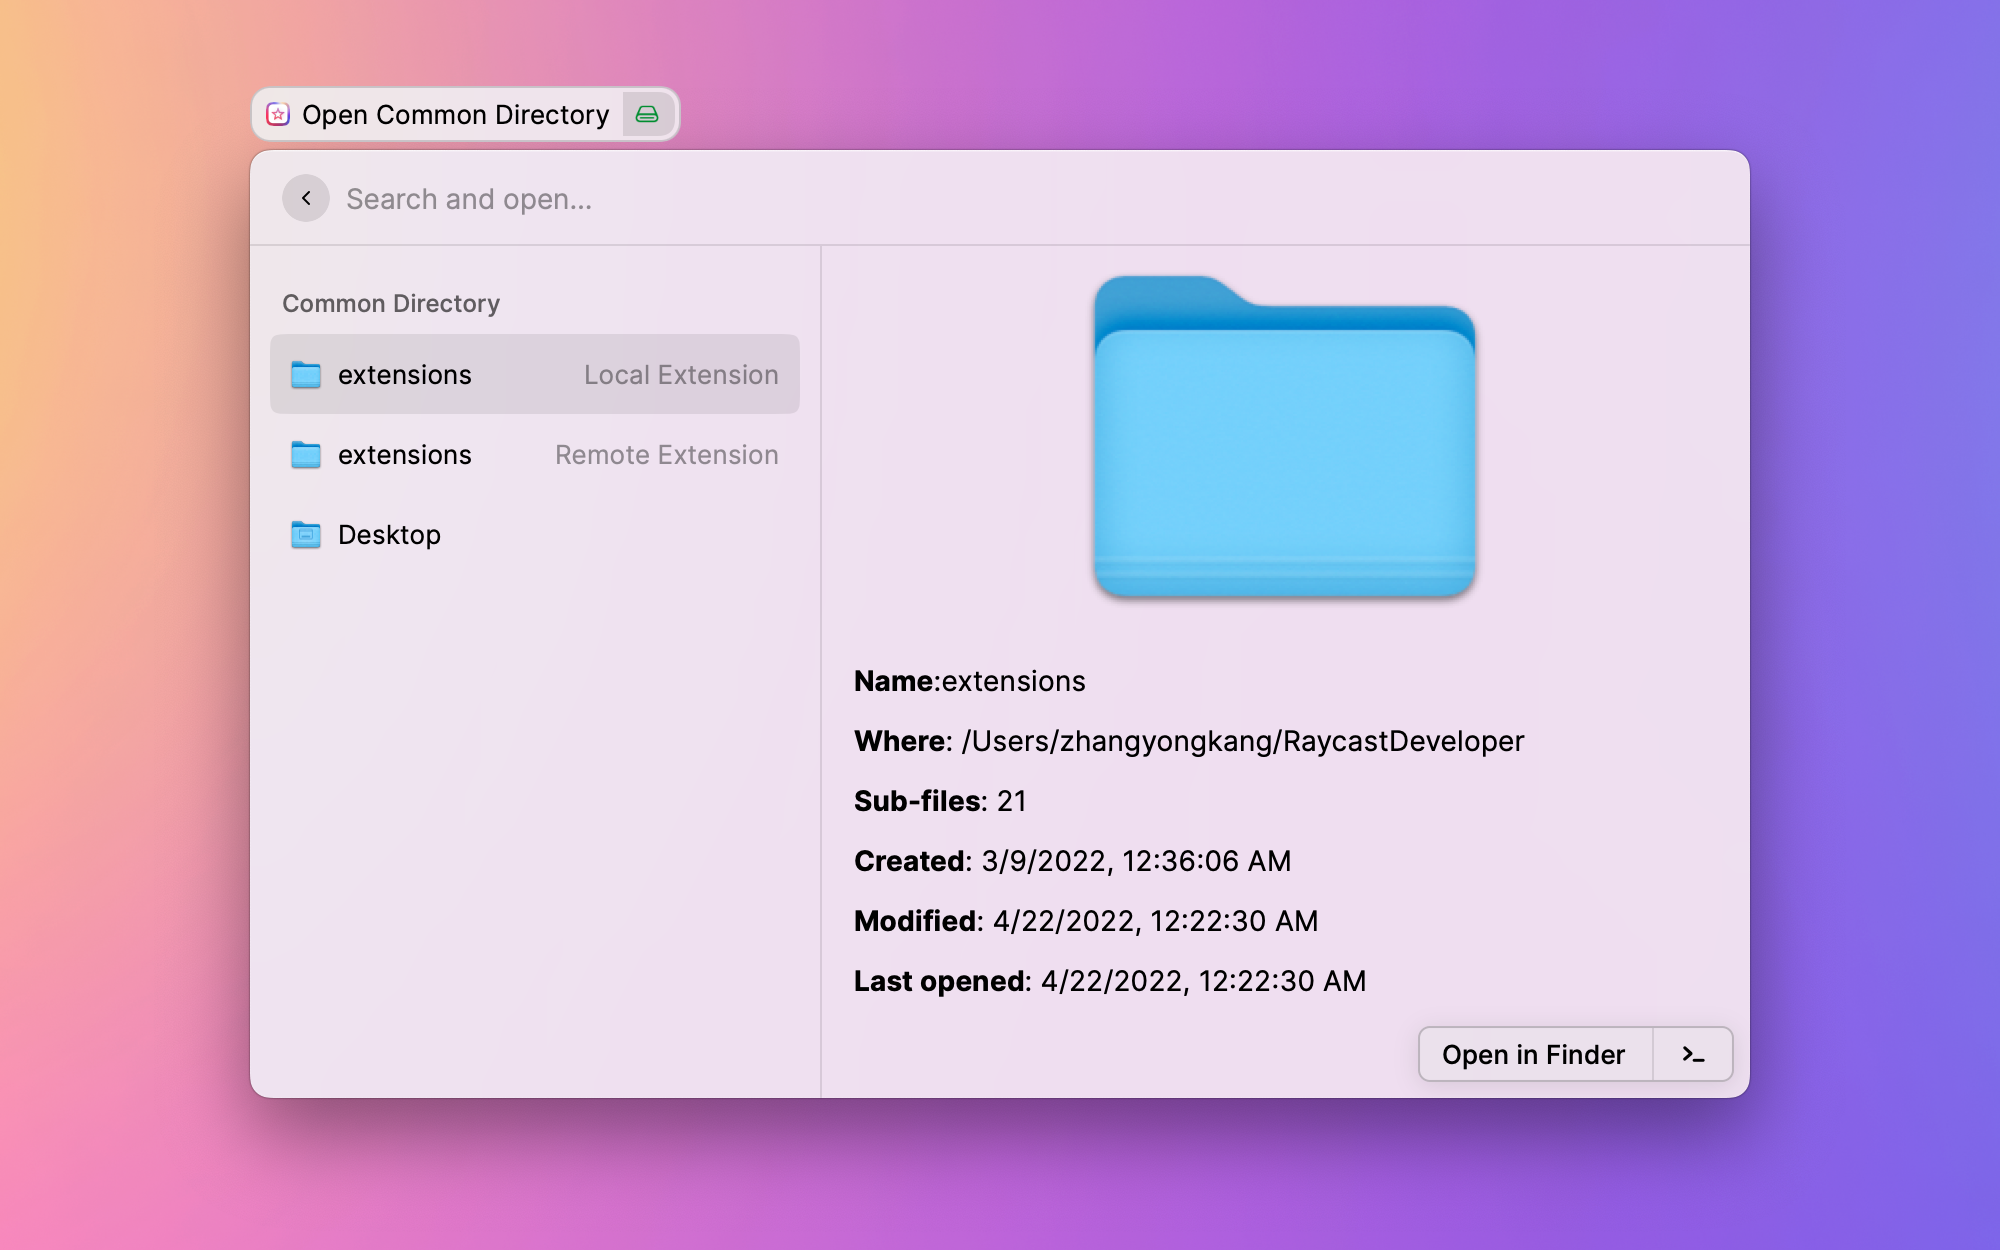 Open Common Directory
Search and open...
Common Directory
extensions Local Extension
extensions Remote Extension
Desktop
Name:extensions
Where: /Users/zhangyongkang/RaycastDeveloper
Sub-files: 21
Created: 3/9/2022, 12:36:06 AM
Modified: 4/22/2022, 12:22:30 AM
Last opened: 4/22/2022, 12:22:30 AM
Open in Finder